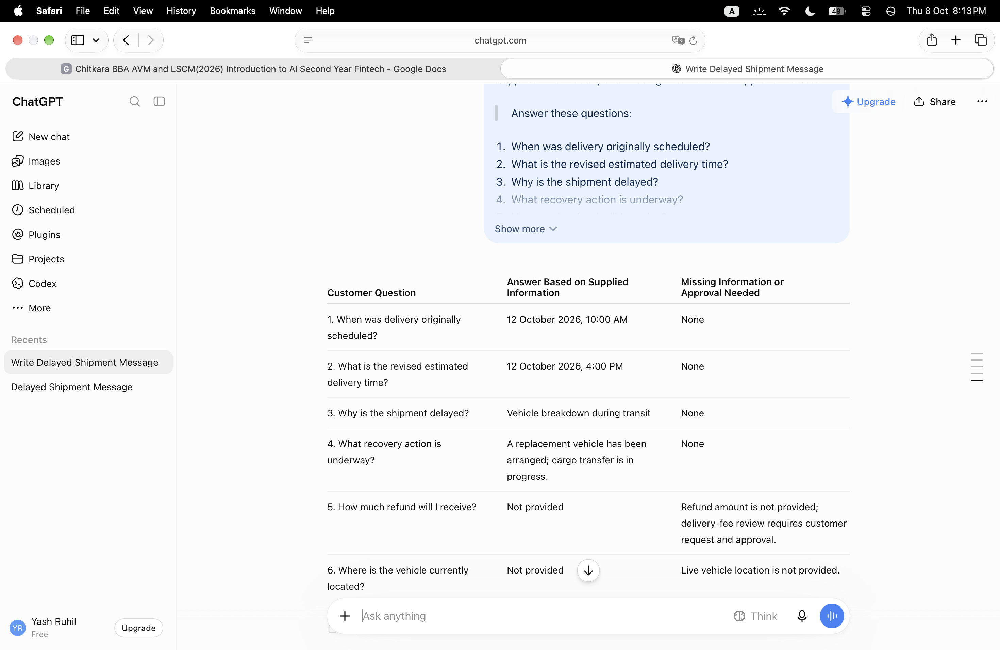 Safari File Edit View History Bookmarks Window Help A 49 Thu 8 Oct 8:13 PM
chatgpt.com
G Chitkara BBA AVM and LSCM(2026) Introduction to AI Second Year Fintech - Google Docs
Write Delayed Shipment Message
ChatGPT
New chat
Images
Library
Scheduled
Plugins
Projects
Codex
More
Recents
Write Delayed Shipment Message
Delayed Shipment Message
YR Yash Ruhil
Free
Upgrade
Upgrade Share
Answer these questions:
1. When was delivery originally scheduled?
2. What is the revised estimated delivery time?
3. Why is the shipment delayed?
4. What recovery action is underway?
Show more
Customer Question
Answer Based on Supplied
Information
Missing Information or
Approval Needed
1. When was delivery originally
scheduled?
12 October 2026, 10:00 AM
None
2. What is the revised estimated
delivery time?
12 October 2026, 4:00 PM
None
3. Why is the shipment delayed?
Vehicle breakdown during transit
None
4. What recovery action is
underway?
A replacement vehicle has been
arranged; cargo transfer is in
progress.
None
5. How much refund will I receive?
Not provided
Refund amount is not provided;
delivery-fee review requires customer
request and approval.
6. Where is the vehicle currently
located?
Not provided
Live vehicle location is not provided.
Ask anything
Think